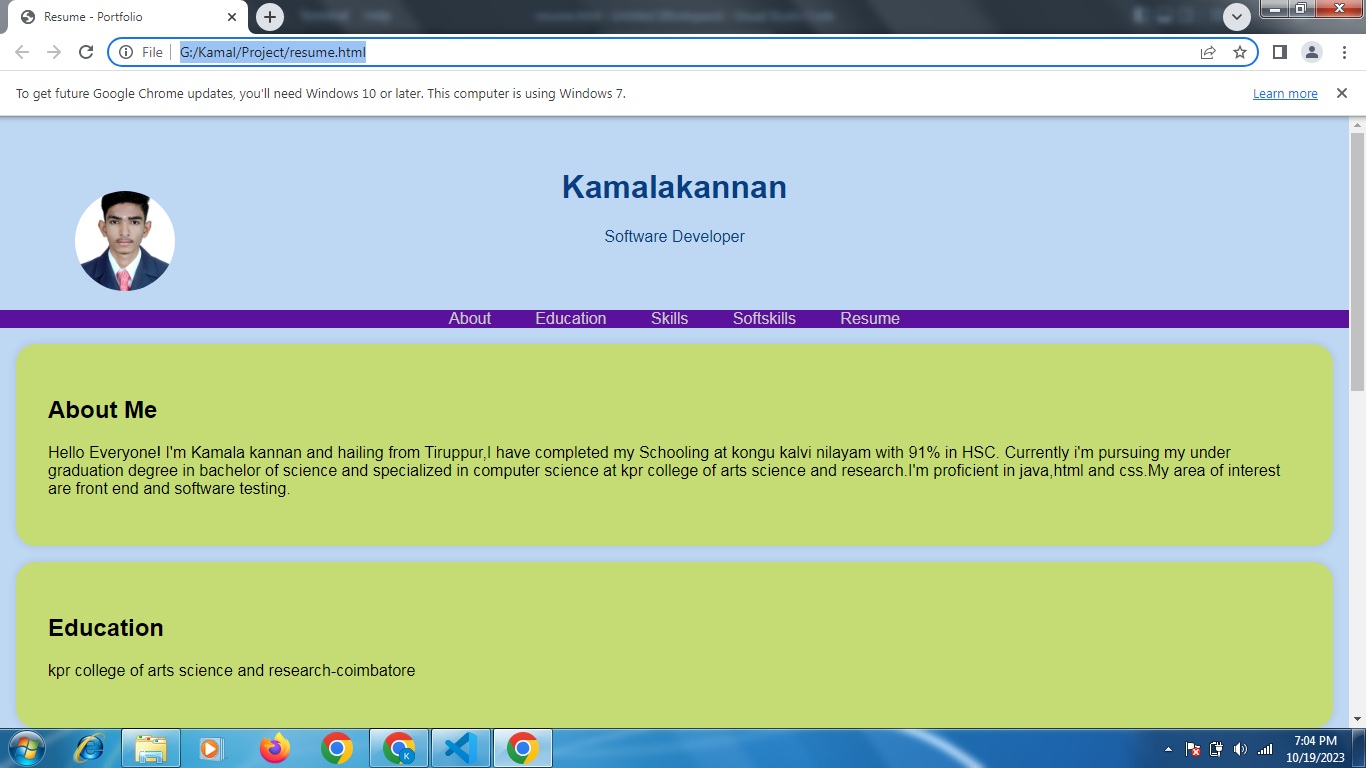 Resume - Portfolio
File
G:/Kamal/Project/resume.html
To get future Google Chrome updates, you'll need Windows 10 or later. This computer is using Windows 7.
Learn more
Kamalakannan
Software Developer
About Education Skills Softskills Resume
About Me
Hello Everyone! I'm Kamala kannan and hailing from Tiruppur,I have completed my Schooling at kongu kalvi nilayam with 91% in HSC. Currently i'm pursuing my under
graduation degree in bachelor of science and specialized in computer science at kpr college of arts science and research.I'm proficient in java,html and css.My area of interest
are front end and software testing.
Education
kpr college of arts science and research-coimbatore
K
7:04 PM
10/19/2023